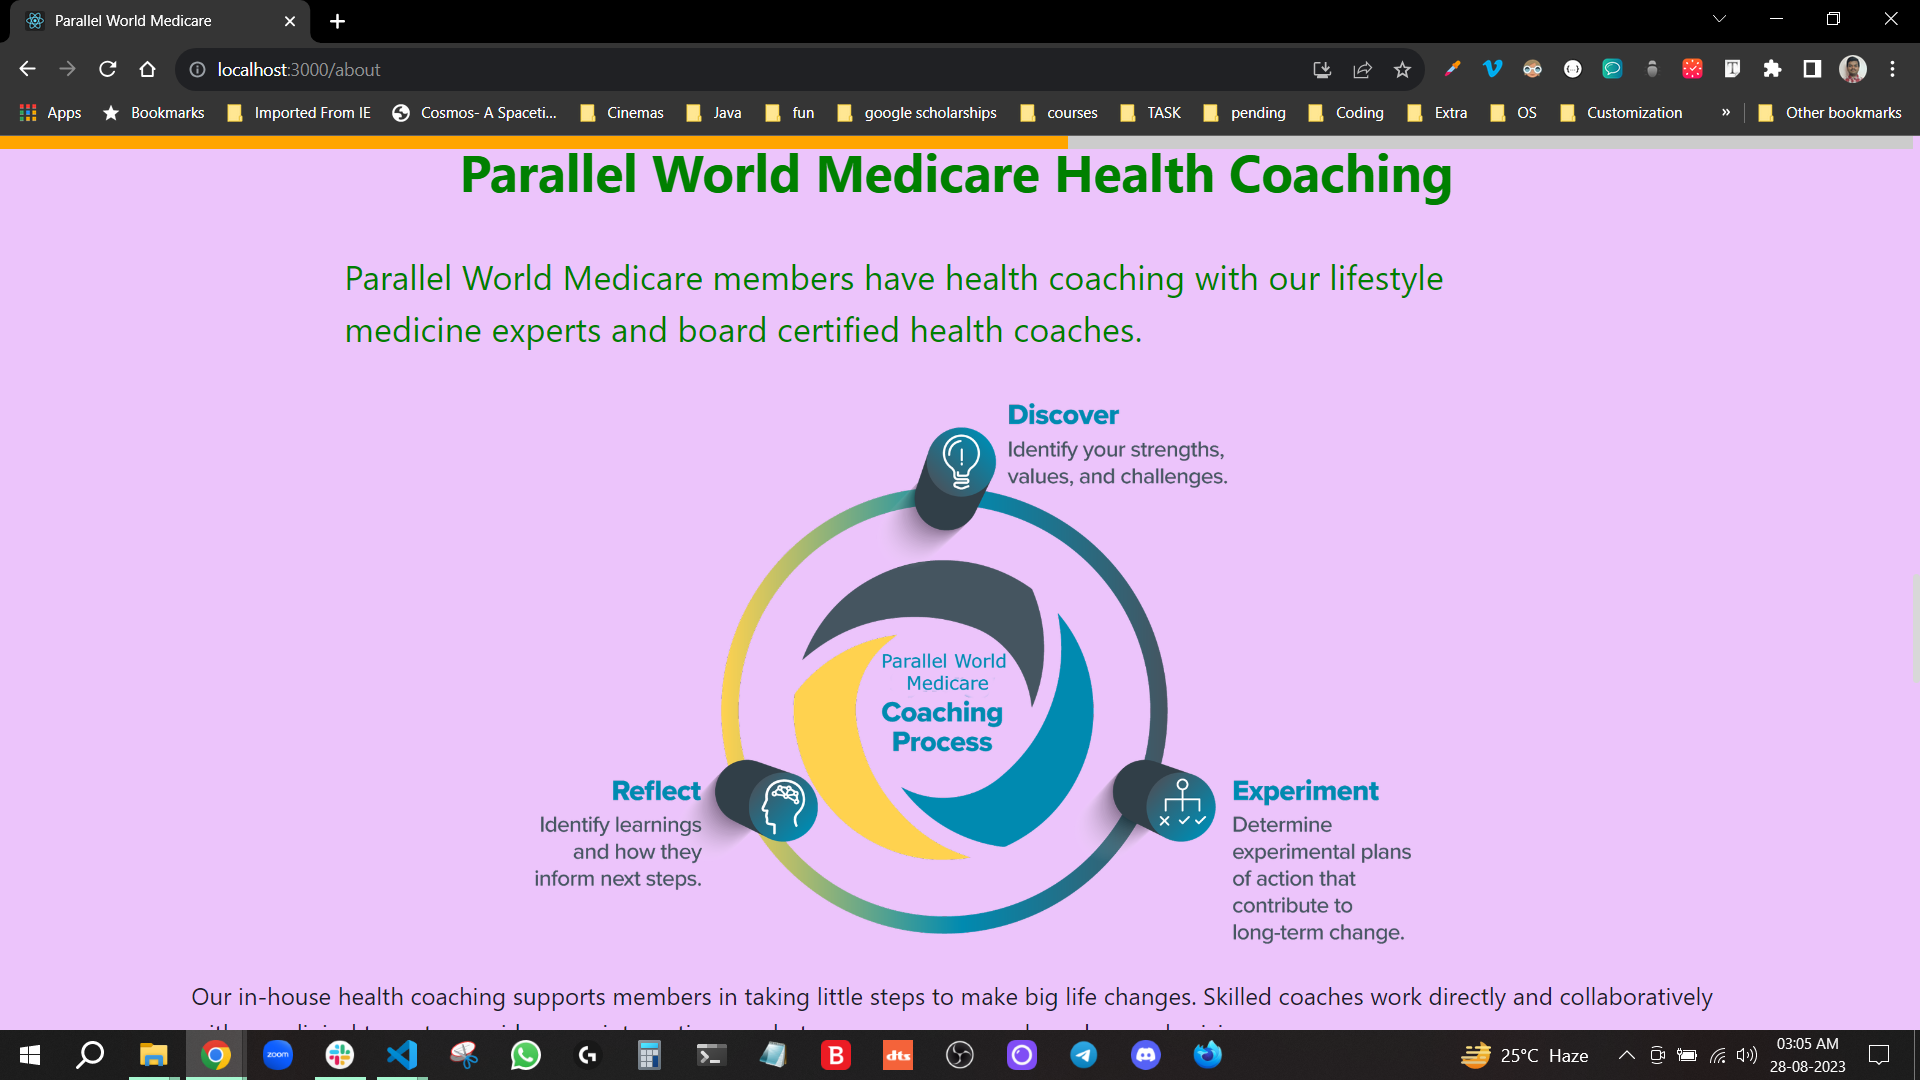 Parallel World Medicare
localhost:3000/about
Apps
Bookmarks
Imported From IE
Cosmos- A Spaceti...
Cinemas
Java
fun
google scholarships
courses
TASK
pending
Coding
Extra
OS
Customization
»
Other bookmarks
Parallel World Medicare Health Coaching
Parallel World Medicare members have health coaching with our lifestyle
medicine experts and board certified health coaches.
Discover
Identify your strengths,
values, and challenges.
Parallel World
Medicare
Coaching
Process
Reflect
Identify learnings
and how they
inform next steps.
Experiment
Determine
experimental plans
of action that
contribute to
long-term change.
Our in-house health coaching supports members in taking little steps to make big life changes. Skilled coaches work directly and collaboratively
zoom
dts
25°C Haze
03:05 AM
28-08-2023